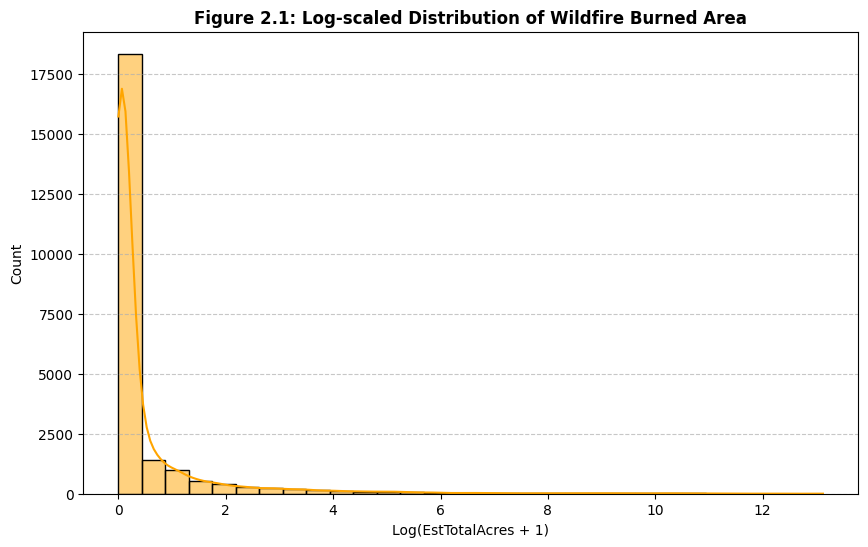 Figure 2.1: Log-scaled Distribution of Wildfire Burned Area
17500
15000
12500
10000
7500
5000
2500
0
Count
0 2 4 6 8 10 12
Log(EstTotalAcres + 1)